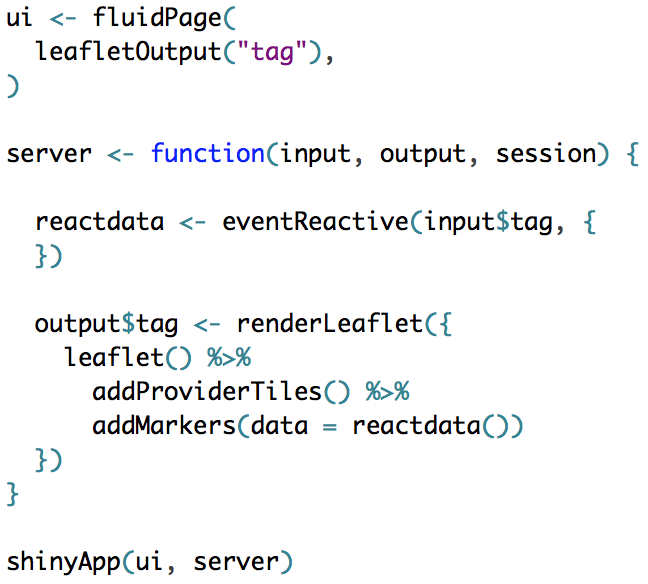 ui <- fluidPage(
  leafletOutput("tag"),
)
server <- function(input, output, session) {
  reactdata <- eventReactive(input$tag, {
  })
  output$tag <- renderLeaflet({
    leaflet() %>%
      addProviderTiles() %>%
      addMarkers(data = reactdata())
  })
}
shinyApp(ui, server)